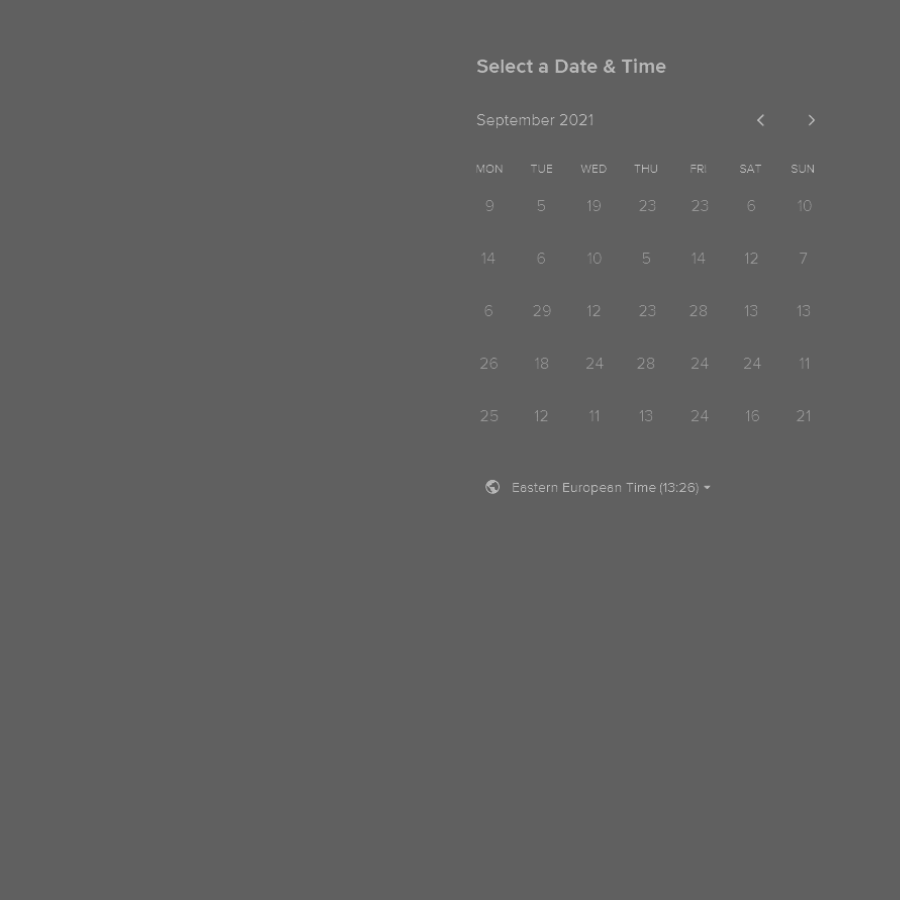 Select a Date & Time
September 2021
MON TUE WED THU FRI SAT SUN
9 5 19 23 23 6 10
14 6 10 5 14 12 7
6 29 12 23 28 13 13
26 18 24 28 24 24 11
25 12 11 13 24 16 21
Eastern European Time (13:26)